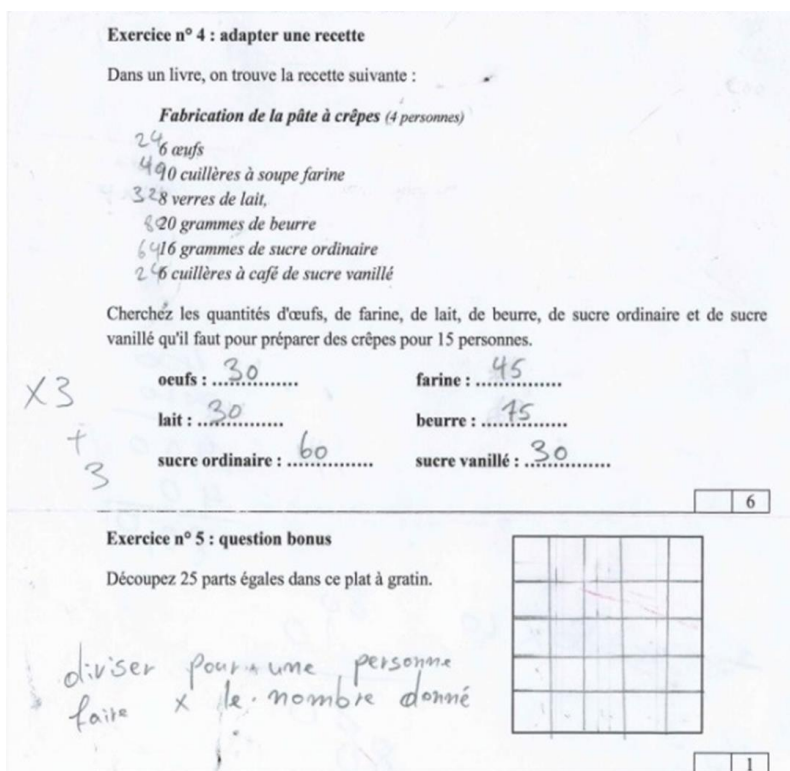 Exercice n° 4 : adapter une recette
Dans un livre, on trouve la recette suivante :
Fabrication de la pâte à crêpes (4 personnes)
24 6 œufs
10 cuillères à soupe farine
32 8 verres de lait,
20 grammes de beurre
64 16 grammes de sucre ordinaire
24 6 cuillères à café de sucre vanillé
Cherchez les quantités d'œufs, de farine, de lait, de beurre, de sucre ordinaire et de sucre
vanillé qu'il faut pour préparer des crêpes pour 15 personnes.
oeufs : 30 farine : 45
x3
lait : 30 beurre : 75
+
3
sucre ordinaire : 60 sucre vanillé : 30
6
Exercice n° 5 : question bonus
Découpez 25 parts égales dans ce plat à gratin.
diviser pour une personne
faire x le nombre donné
1